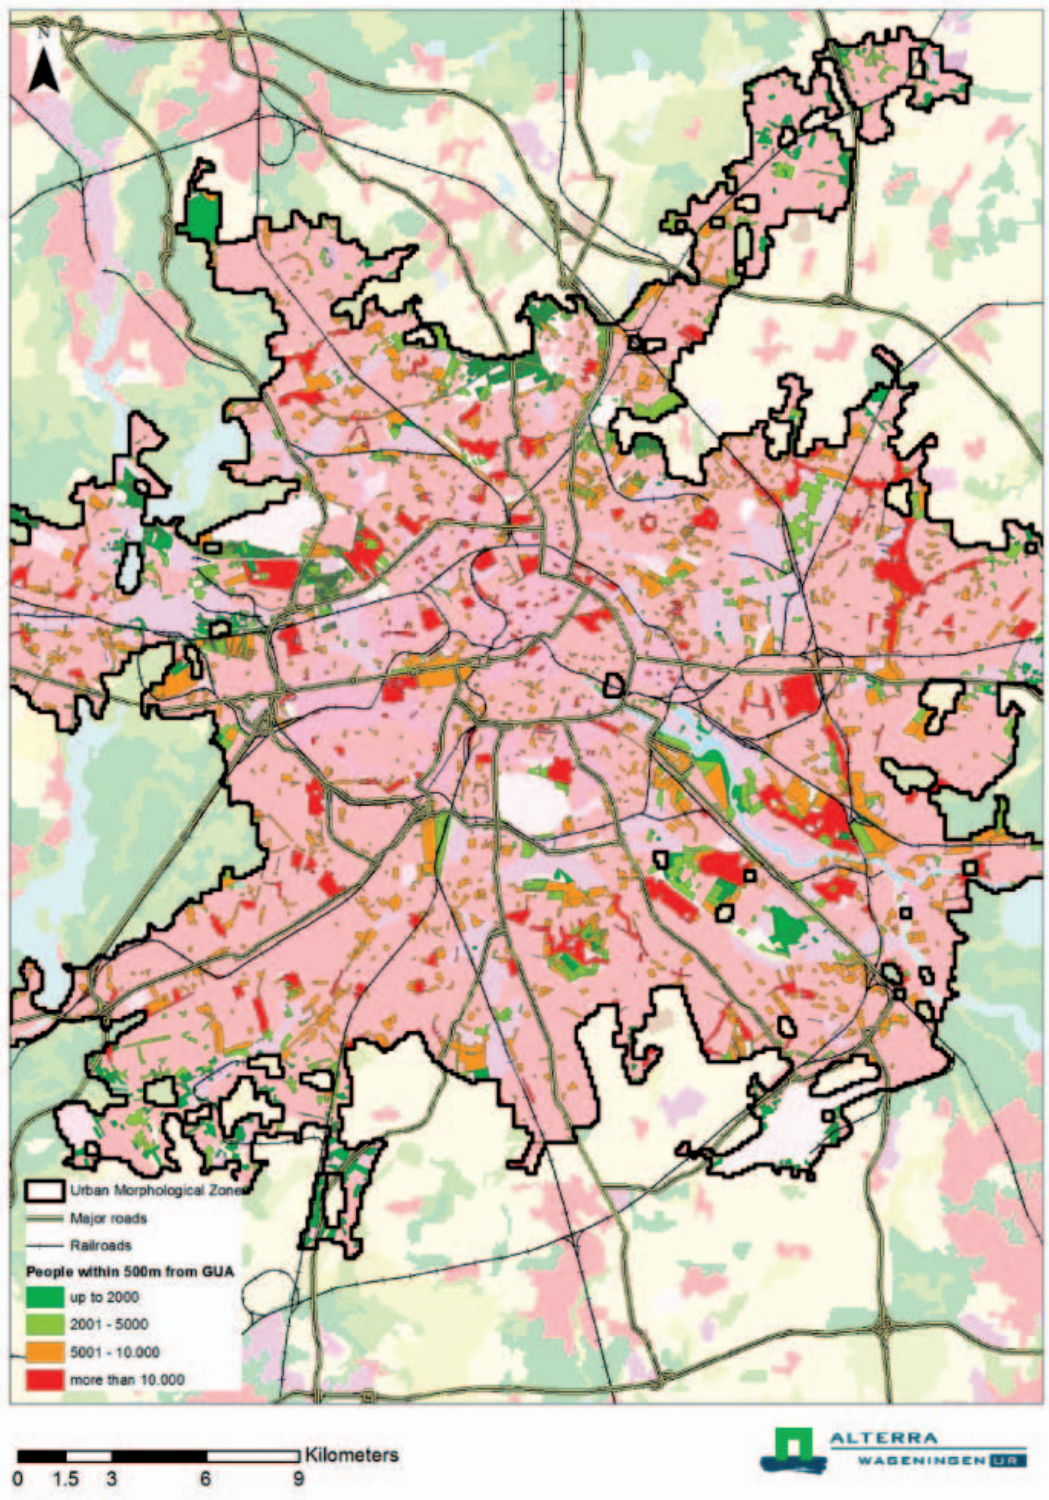 N
Urban Morphological Zone
Major roads
Railroads
People within 500m from GUA
up to 2000
2001 - 5000
5001 - 10.000
more than 10.000
Kilometers
0 1.5 3 6 9
ALTERRA
WAGENINGEN UR